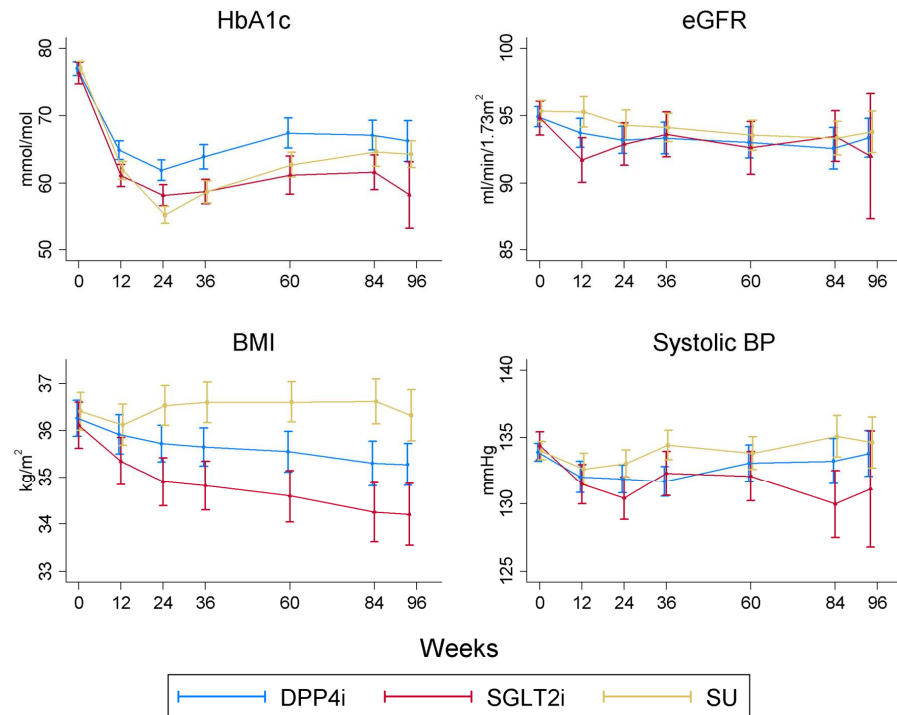 HbA1c
mmol/mol
80
70
60
50
0 12 24 36 60 84 96
eGFR
ml/min/1.73m²
100
95
90
85
0 12 24 36 60 84 96
BMI
kg/m²
37
36
35
34
33
0 12 24 36 60 84 96
Systolic BP
mmHg
140
135
130
125
0 12 24 36 60 84 96
Weeks
DPP4i SGLT2i SU